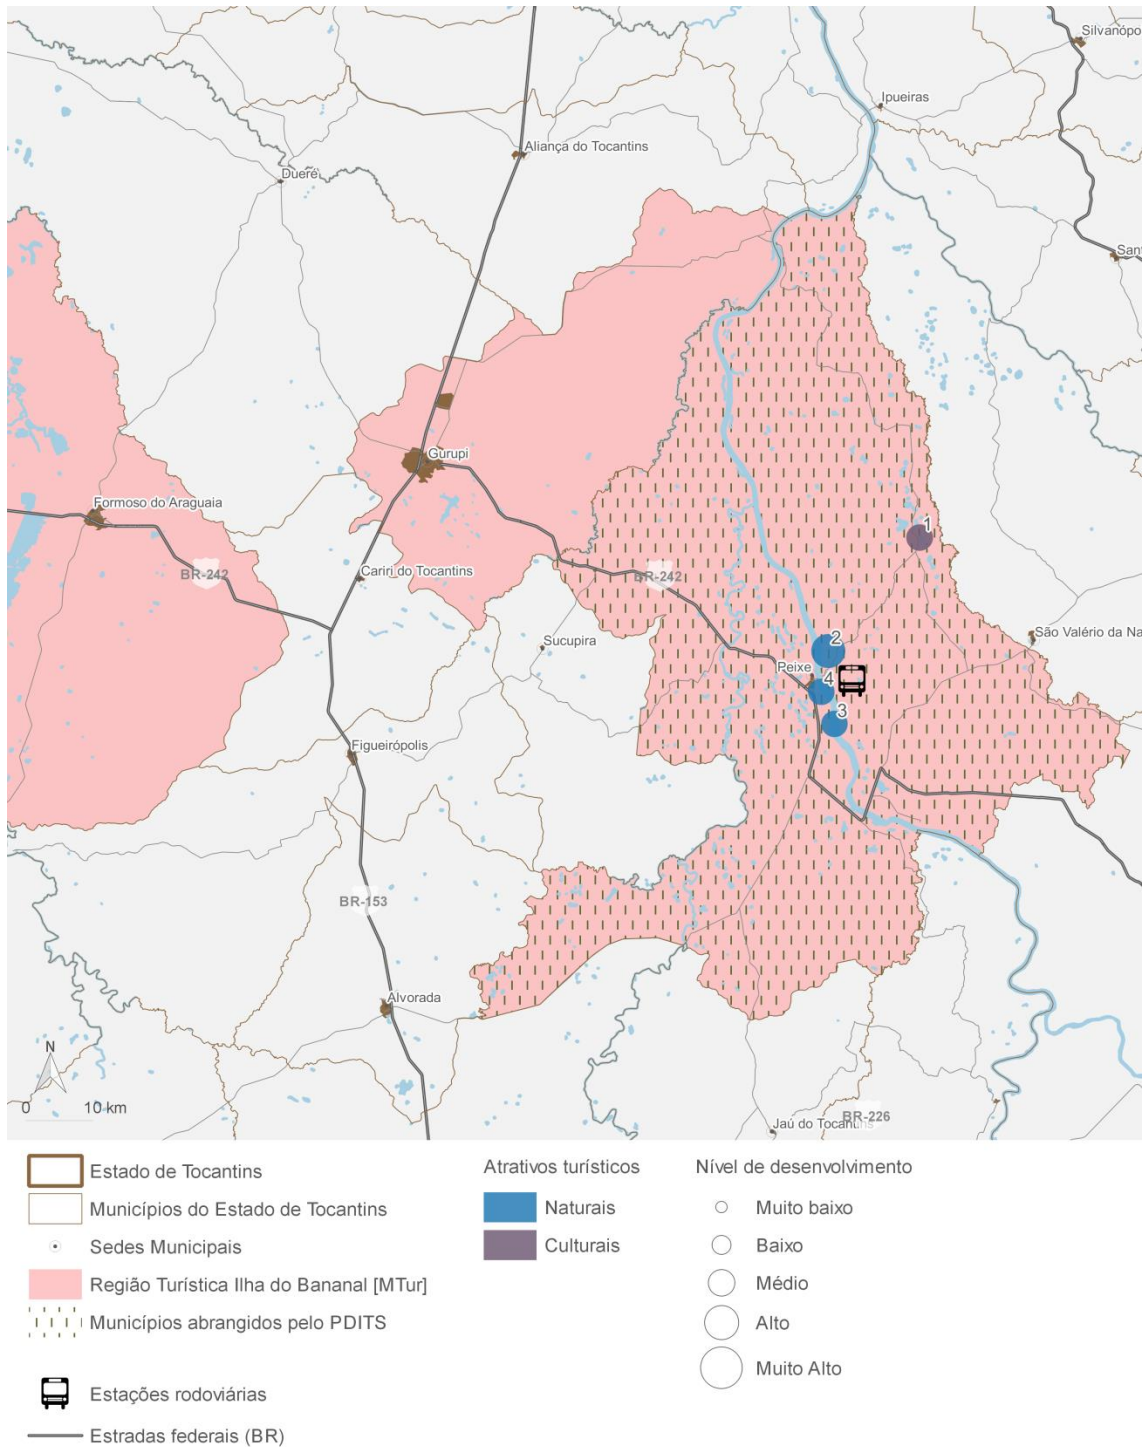 Silvanópo
Ipueiras
Aliança do Tocantins
Dueré
Sant
Gurupi
Formoso do Araguaia
1
BR-242
BR-242
Cariri do Tocantins
Sucupira
2
São Valério da Na
Peixe
4
3
Figueirópolis
BR-153
Alvorada
N
0 10 km
Jaú do Tocantins
BR-226
Estado de Tocantins
Municípios do Estado de Tocantins
Sedes Municipais
Região Turística Ilha do Bananal [MTur]
Municípios abrangidos pelo PDITS
Estações rodoviárias
Estradas federais (BR)
Atrativos turísticos
Naturais
Culturais
Nível de desenvolvimento
Muito baixo
Baixo
Médio
Alto
Muito Alto